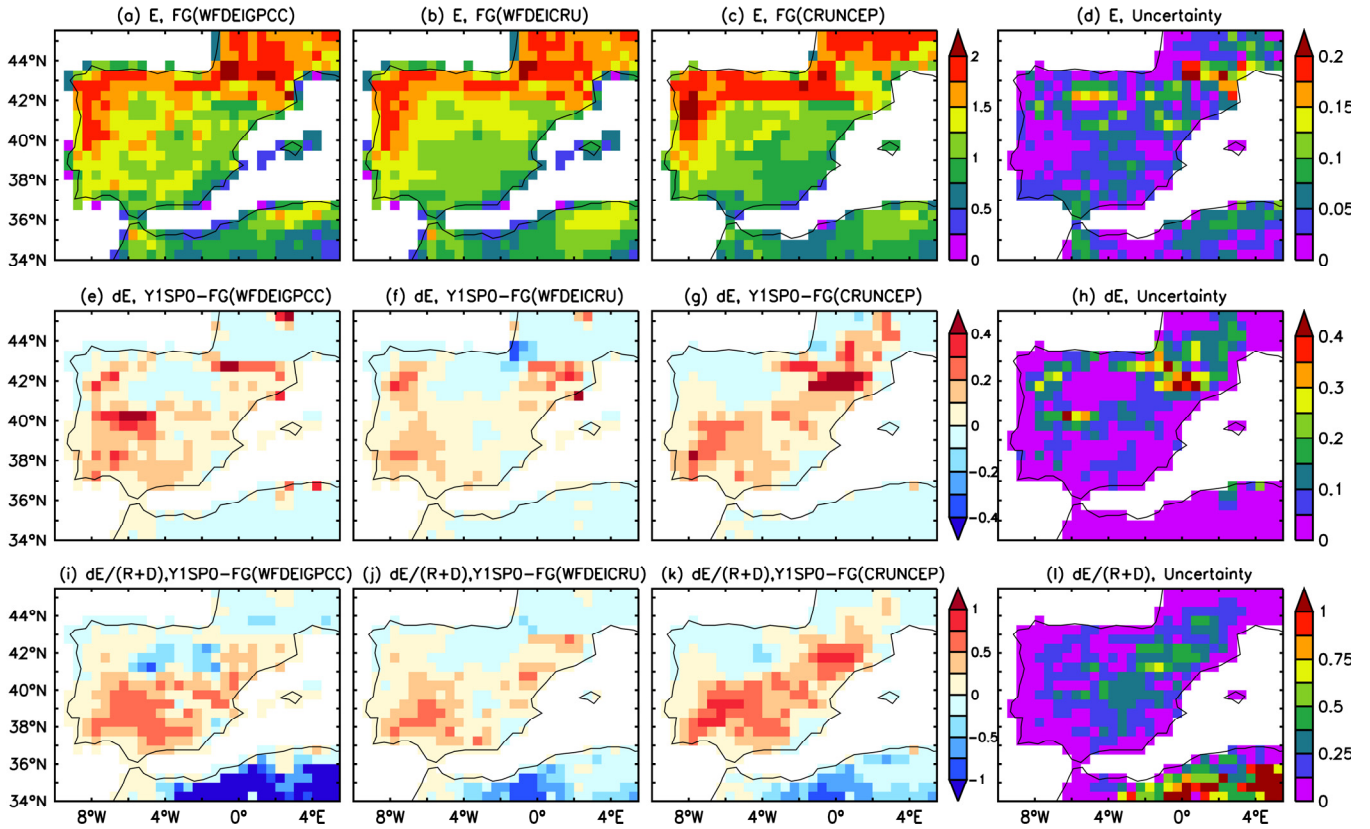 (a) E, FG(WFDEIGPCC)
(b) E, FG(WFDEICRU)
(c) E, FG(CRUNCEP)
(d) E, Uncertainty
44°N
42°N
40°N
38°N
36°N
34°N
2
1.5
1
0.5
0
0.2
0.15
0.1
0.05
0
(e) dE, Y1SP0-FG(WFDEIGPCC)
(f) dE, Y1SP0-FG(WFDEICRU)
(g) dE, Y1SP0-FG(CRUNCEP)
(h) dE, Uncertainty
44°N
42°N
40°N
38°N
36°N
34°N
0.4
0.2
0
-0.2
-0.4
0.4
0.3
0.2
0.1
0
(i) dE/(R+D),Y1SP0-FG(WFDEIGPCC)
(j) dE/(R+D),Y1SP0-FG(WFDEICRU)
(k) dE/(R+D),Y1SP0-FG(CRUNCEP)
(l) dE/(R+D), Uncertainty
44°N
42°N
40°N
38°N
36°N
34°N
1
0.5
0
-0.5
-1
1
0.75
0.5
0.25
0
8°W 4°W 0° 4°E
8°W 4°W 0° 4°E
8°W 4°W 0° 4°E
8°W 4°W 0° 4°E